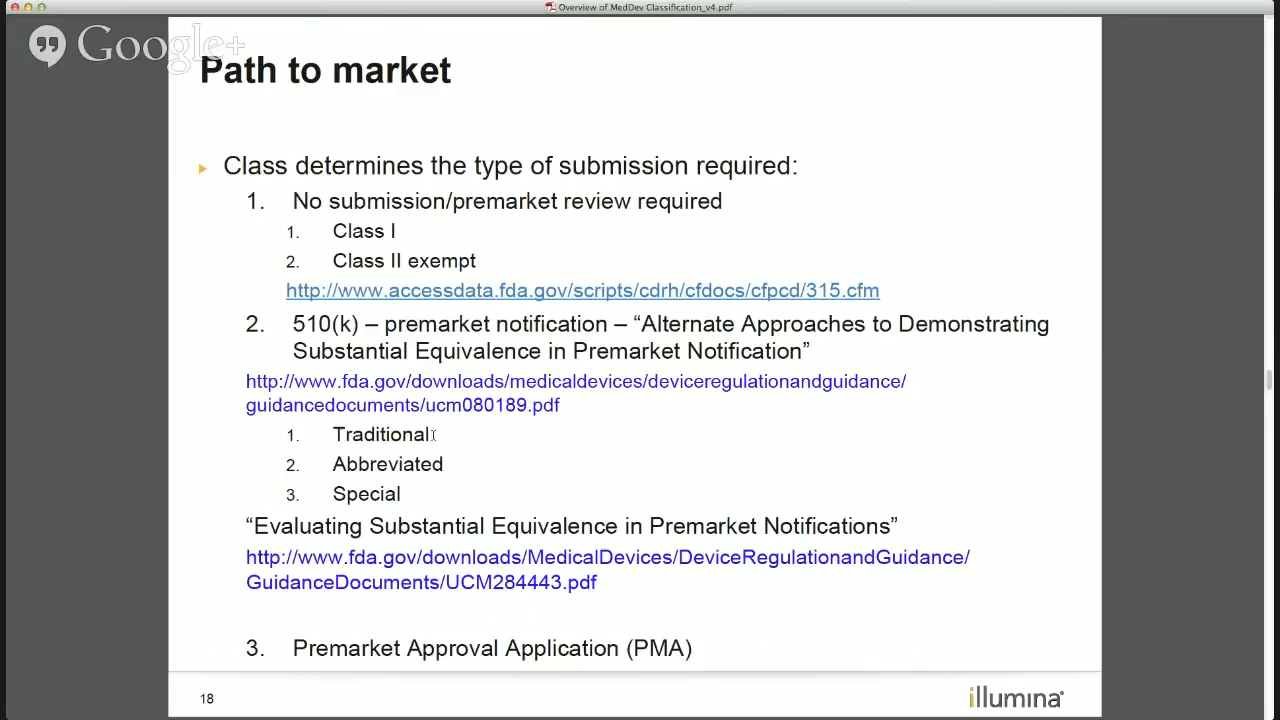 Overview of MedDev Classification_v4.pdf
Google+
Path to market
Class determines the type of submission required:
1. No submission/premarket review required
1. Class I
2. Class II exempt
http://www.accessdata.fda.gov/scripts/cdrh/cfdocs/cfpcd/315.cfm
2. 510(k) – premarket notification – “Alternate Approaches to Demonstrating
Substantial Equivalence in Premarket Notification”
http://www.fda.gov/downloads/medicaldevices/deviceregulationandguidance/
guidancedocuments/ucm080189.pdf
1. Traditional
2. Abbreviated
3. Special
“Evaluating Substantial Equivalence in Premarket Notifications”
http://www.fda.gov/downloads/MedicalDevices/DeviceRegulationandGuidance/
GuidanceDocuments/UCM284443.pdf
3. Premarket Approval Application (PMA)
18
illumina